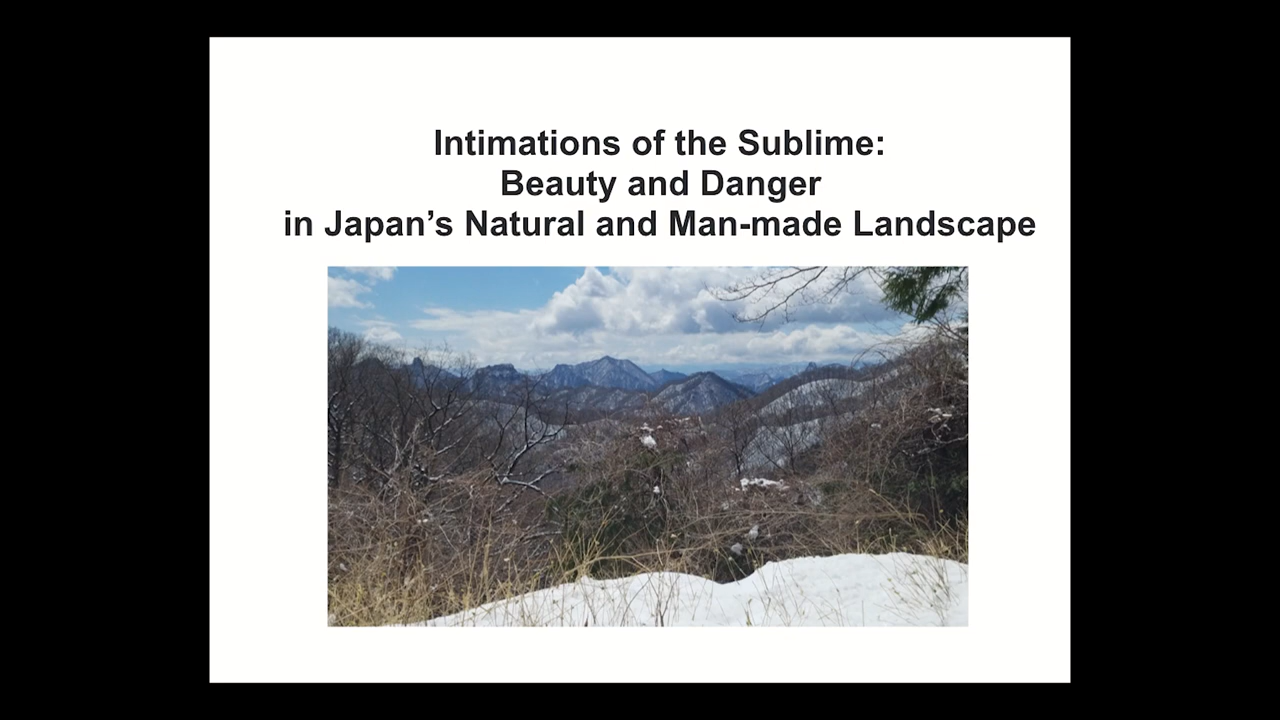 Intimations of the Sublime:
Beauty and Danger
in Japan’s Natural and Man-made Landscape